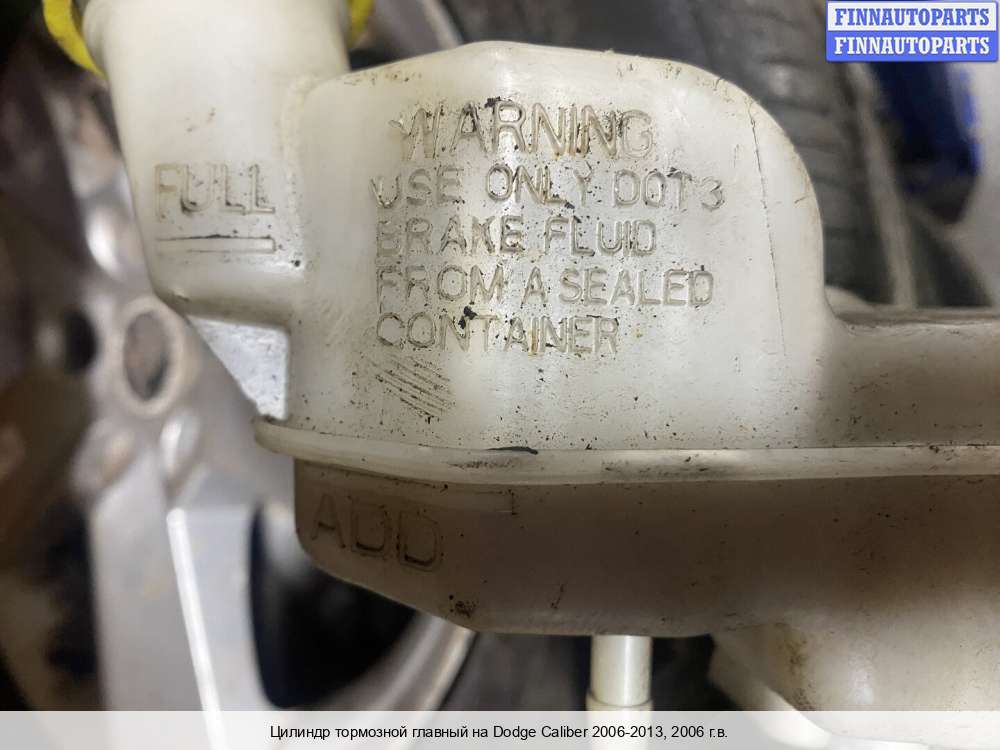 FINNAUTOPARTS
FINNAUTOPARTS
WARNING
FULL
USE ONLY DOT3
BRAKE FLUID
FROM A SEALED
CONTAINER
ADD
Цилиндр тормозной главный на Dodge Caliber 2006-2013, 2006 г.в.